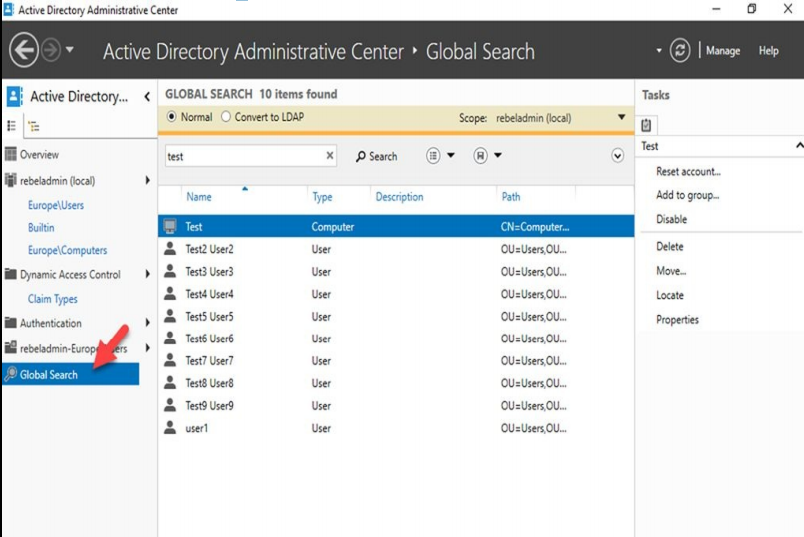 Active Directory Administrative Center
Active Directory Administrative Center • Global Search
Manage Help
Active Directory...
Overview
rebeladmin (local)
Europe\Users
Builtin
Europe\Computers
Dynamic Access Control
Claim Types
Authentication
Global Search
GLOBAL SEARCH 10 items found
Normal Convert to LDAP Scope: rebeladmin (local)
test Search
Name Type Description Path
Test Computer CN=Computer...
Test2 User2 User OU=Users,OU...
Test3 User3 User OU=Users,OU...
Test4 User4 User OU=Users,OU...
Test5 User5 User OU=Users,OU...
Test6 User6 User OU=Users,OU...
Test7 User7 User OU=Users,OU...
Test8 User8 User OU=Users,OU...
Test9 User9 User OU=Users,OU...
user1 User OU=Users,OU...
Tasks
Test
Reset account...
Add to group...
Disable
Delete
Move...
Locate
Properties